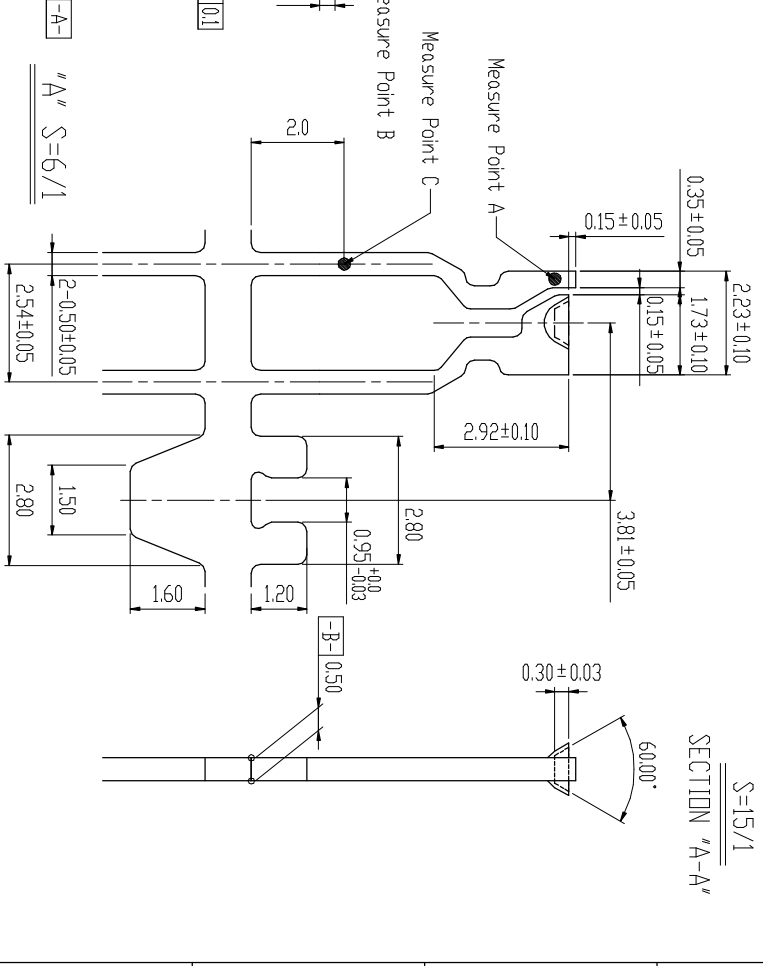 S=15/1
SECTION "A-A"
2.23±0.10
1.73±0.10
0.35±0.05
0.15±0.05
0.15±0.05
Measure Point A
Measure Point C
easure Point B
2.0
2.92±0.10
3.81±0.05
2.80
0.95 +0.0 -0.03
1.20
1.60
1.50
2.80
2-0.50±0.05
2.54±0.05
"A" S=6/1
-A-
0.1
-B- 0.50
0.30±0.03
60.00°